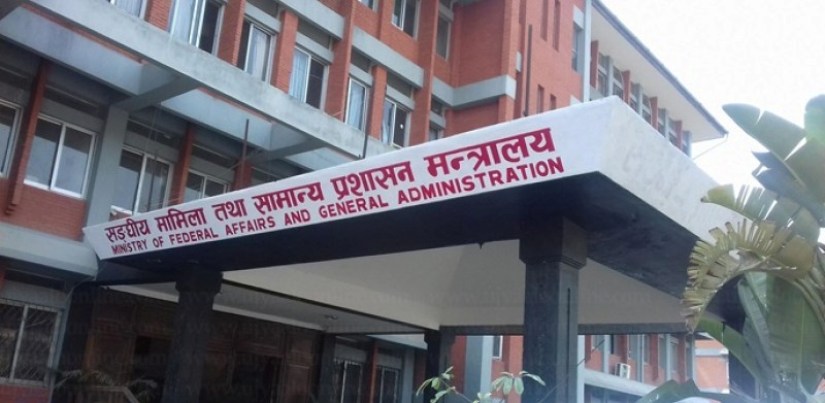 सङ्घीय मामिला तथा सामान्य प्रशासन मन्त्रालय
MINISTRY OF FEDERAL AFFAIRS AND GENERAL ADMINISTRATION